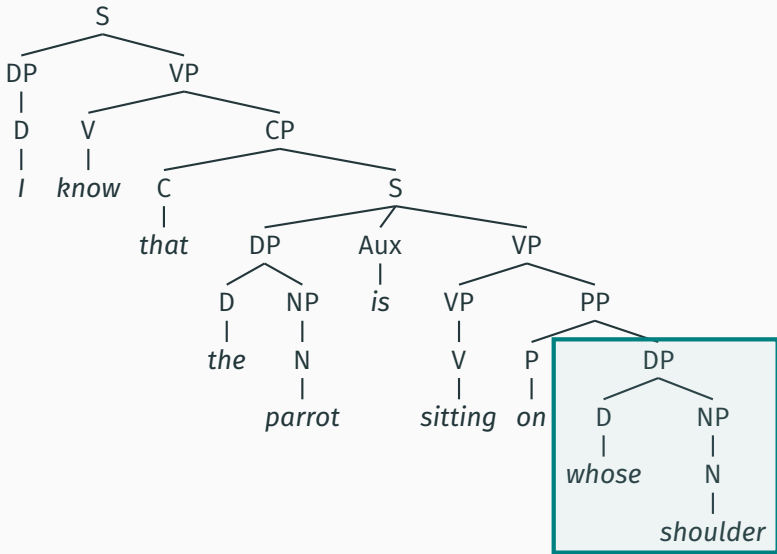 S
DP VP
D V CP
I know C S
that DP Aux VP
D NP is VP PP
the N V P DP
parrot sitting on D NP
whose N
shoulder